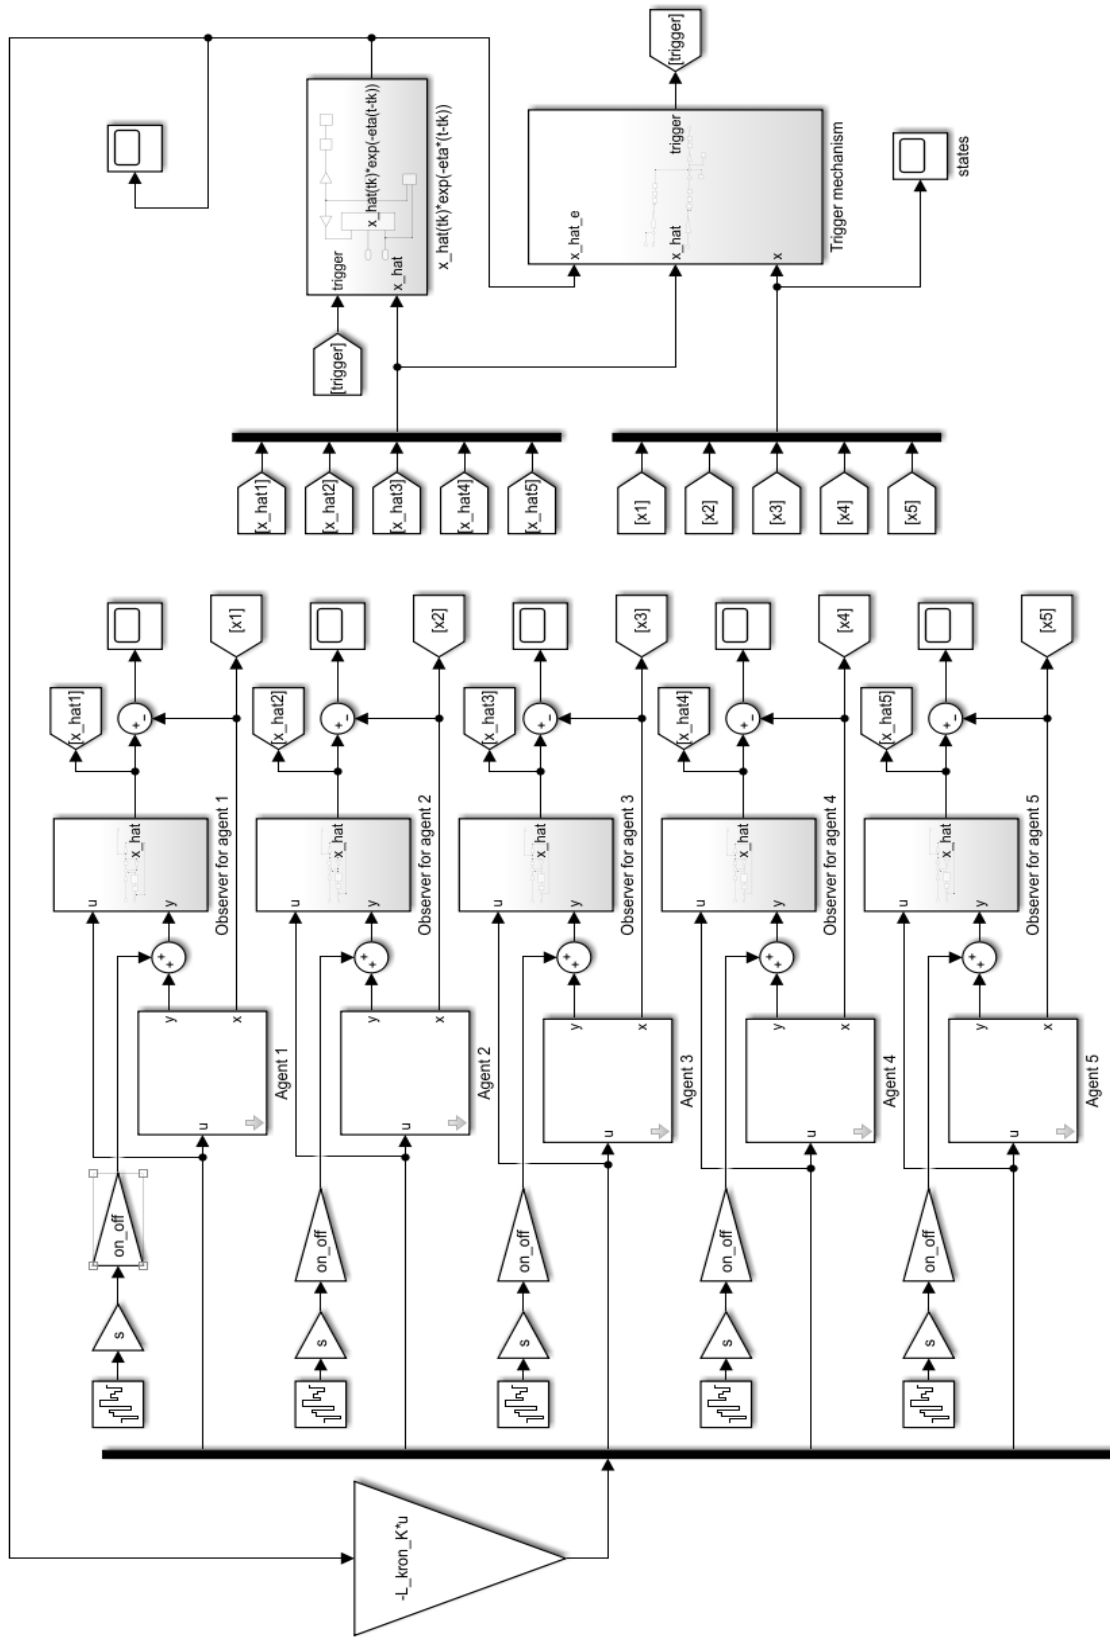 -L_kron_K*u
s
on_off
u
y
x
Agent 1
u
y
x_hat
Observer for agent 1
[x_hat1]
[x1]
s
on_off
u
y
x
Agent 2
u
y
x_hat
Observer for agent 2
[x_hat2]
[x2]
s
on_off
u
y
x
Agent 3
u
y
x_hat
Observer for agent 3
[x_hat3]
[x3]
s
on_off
u
y
x
Agent 4
u
y
x_hat
Observer for agent 4
[x_hat4]
[x4]
s
on_off
u
y
x
Agent 5
u
y
x_hat
Observer for agent 5
[x_hat5]
[x5]
[x_hat1]
[x_hat2]
[x_hat3]
[x_hat4]
[x_hat5]
[trigger]
trigger
x_hat
x_hat(tk)*exp(-eta(t-tk))
x_hat(tk)*exp(-eta*(t-tk))
[x1]
[x2]
[x3]
[x4]
[x5]
x_hat_e
x_hat
x
trigger
Trigger mechanism
[trigger]
states